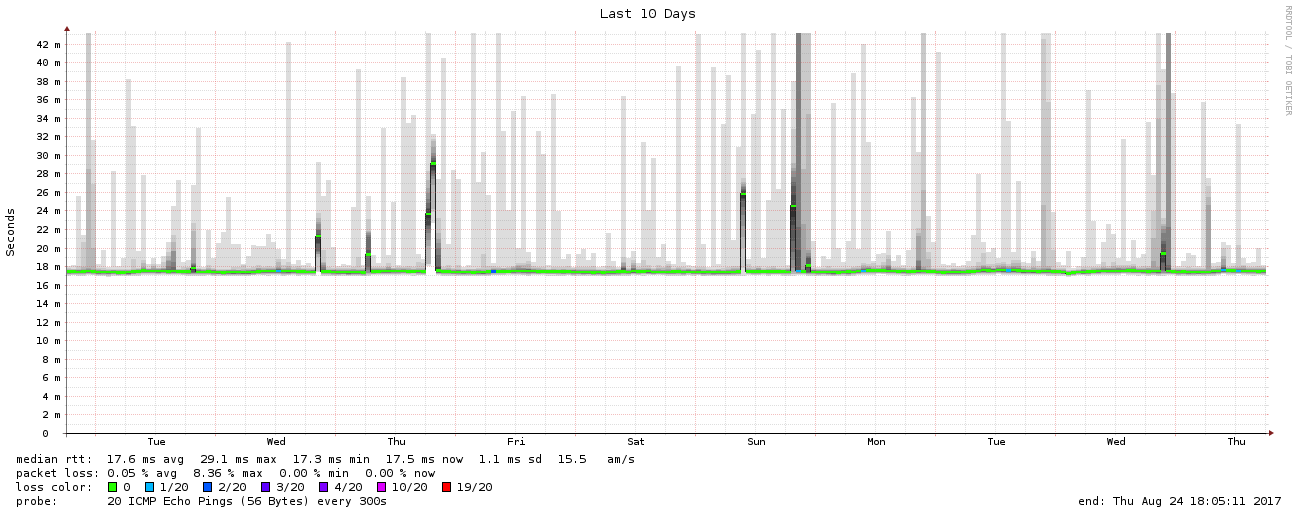 Last 10 Days
RRDTOOL / TOBI OETIKER
Seconds
42 m
40 m
38 m
36 m
34 m
32 m
30 m
28 m
26 m
24 m
22 m
20 m
18 m
16 m
14 m
12 m
10 m
8 m
6 m
4 m
2 m
0
Tue Wed Thu Fri Sat Sun Mon Tue Wed Thu
median rtt: 17.6 ms avg 29.1 ms max 17.3 ms min 17.5 ms now 1.1 ms sd 15.5 am/s
packet loss: 0.05 % avg 8.36 % max 0.00 % min 0.00 % now
loss color: 0 1/20 2/20 3/20 4/20 10/20 19/20
probe: 20 ICMP Echo Pings (56 Bytes) every 300s
end: Thu Aug 24 18:05:11 2017